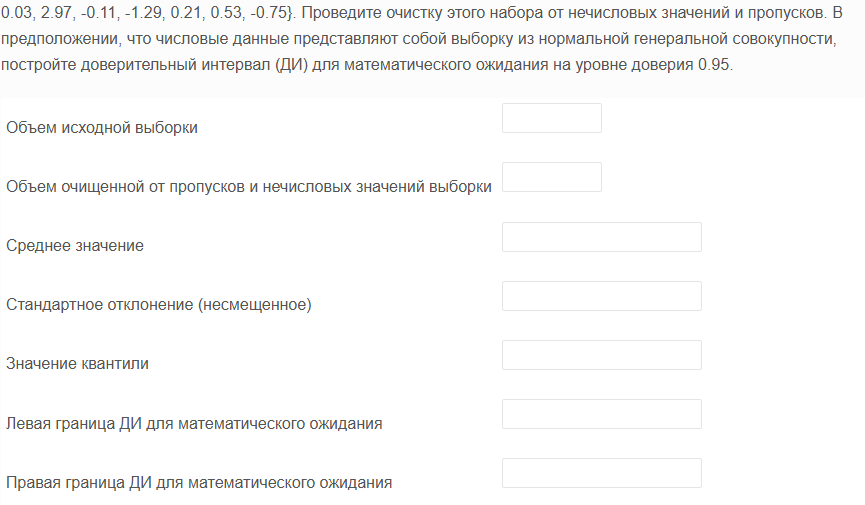 0.03, 2.97, -0.11, -1.29, 0.21, 0.53, -0.75}. Проведите очистку этого набора от нечисловых значений и пропусков. В
предположении, что числовые данные представляют собой выборку из нормальной генеральной совокупности,
постройте доверительный интервал (ДИ) для математического ожидания на уровне доверия 0.95.
Объем исходной выборки
Объем очищенной от пропусков и нечисловых значений выборки
Среднее значение
Стандартное отклонение (несмещенное)
Значение квантили
Левая граница ДИ для математического ожидания
Правая граница ДИ для математического ожидания